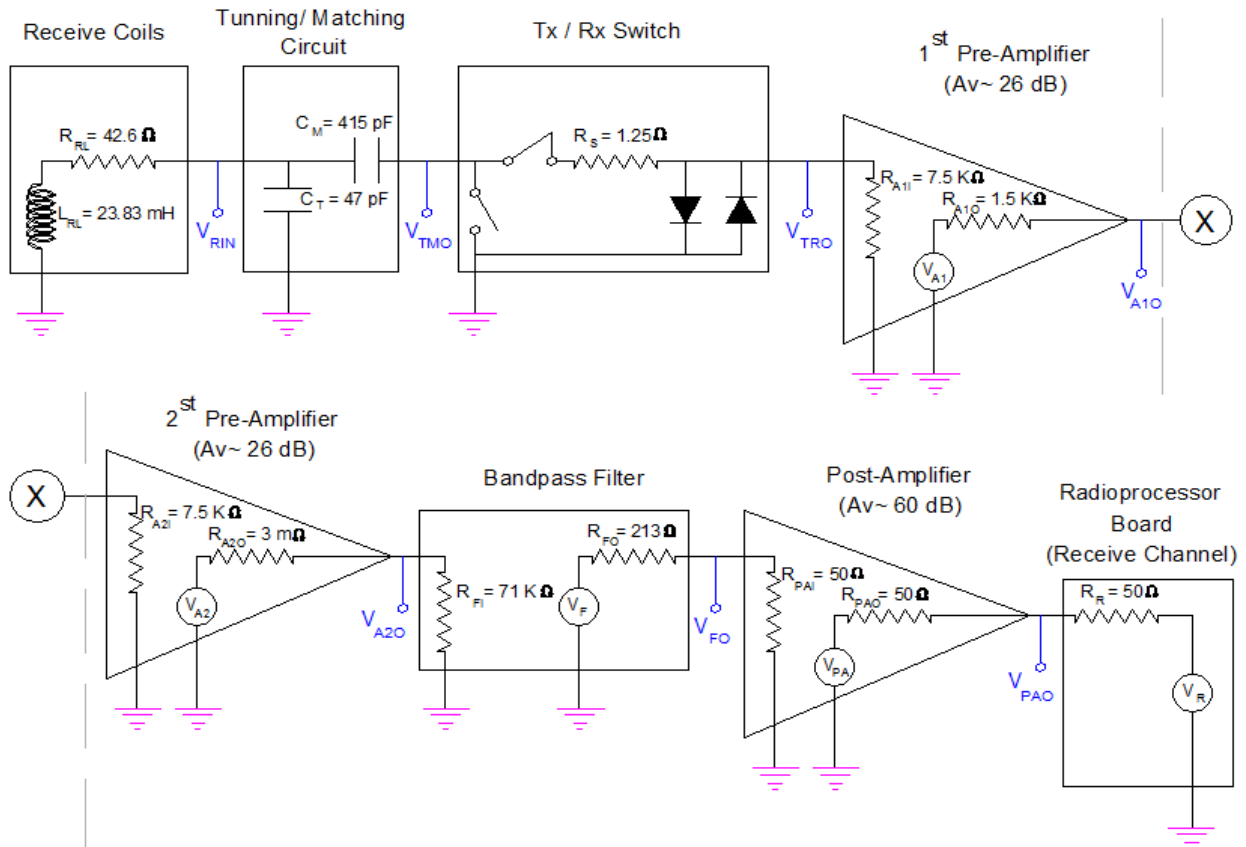 Receive Coils
Tunning/ Matching
Circuit
Tx / Rx Switch
1st Pre-Amplifier
(Av~ 26 dB)
RRL= 42.6 Ω
LRL = 23.83 mH
VRIN
CM= 415 pF
CT= 47 pF
VTMO
RS= 1.25Ω
VTRO
RA1I= 7.5 KΩ
RA1O= 1.5 KΩ
VA1
VA1O
X
2st Pre-Amplifier
(Av~ 26 dB)
Bandpass Filter
Post-Amplifier
(Av~ 60 dB)
Radioprocessor
Board
(Receive Channel)
X
RA2I= 7.5 KΩ
RA2O= 3 mΩ
VA2
VA2O
RFI= 71 KΩ
RFO= 213Ω
VF
VFO
RPAI= 50Ω
RPAO= 50Ω
VPA
VPAO
RR= 50Ω
VR